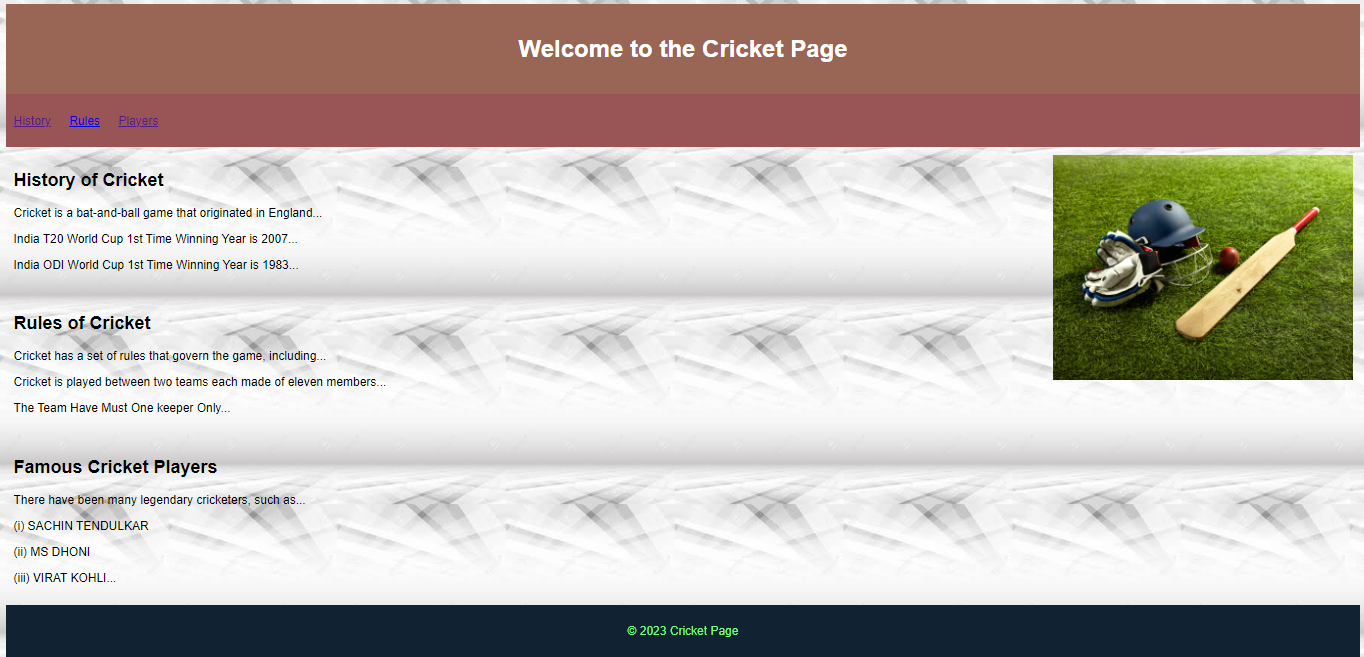 Welcome to the Cricket Page
History Rules Players
History of Cricket
Cricket is a bat-and-ball game that originated in England...
India T20 World Cup 1st Time Winning Year is 2007...
India ODI World Cup 1st Time Winning Year is 1983...
Rules of Cricket
Cricket has a set of rules that govern the game, including...
Cricket is played between two teams each made of eleven members...
The Team Have Must One keeper Only...
Famous Cricket Players
There have been many legendary cricketers, such as...
(i) SACHIN TENDULKAR
(ii) MS DHONI
(iii) VIRAT KOHLI...
© 2023 Cricket Page